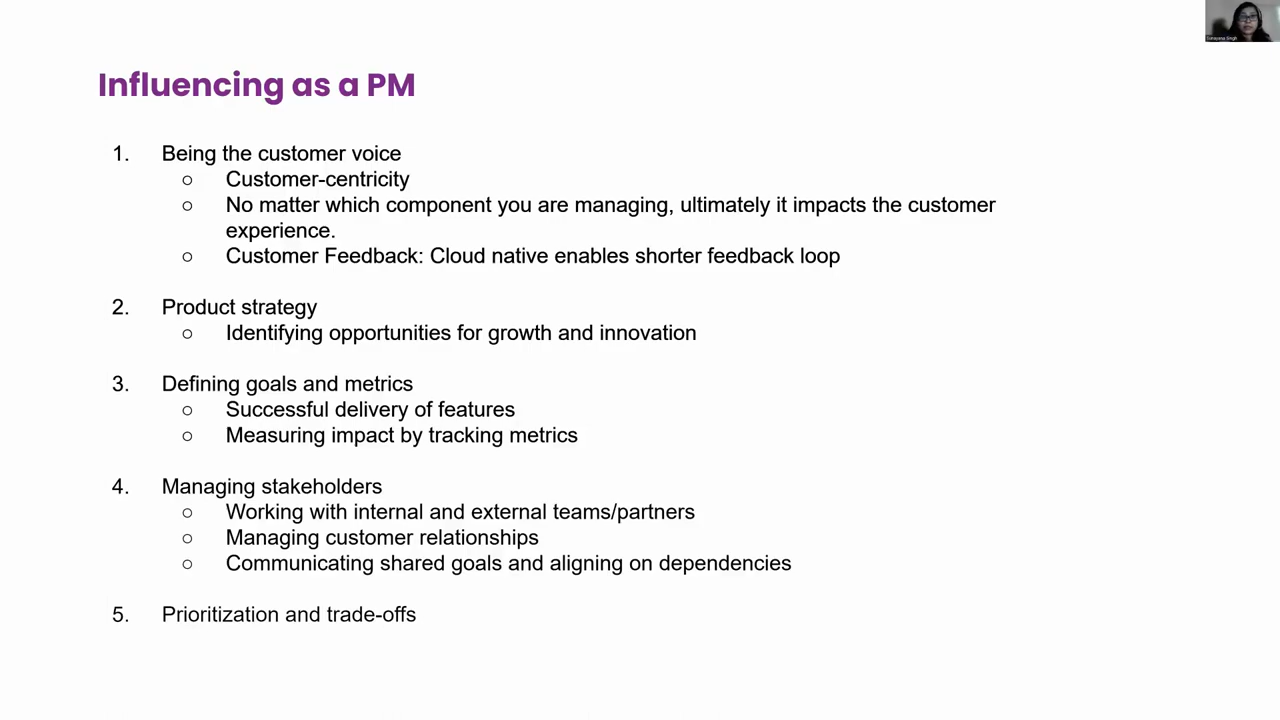 Influencing as a PM
1. Being the customer voice
○ Customer-centricity
○ No matter which component you are managing, ultimately it impacts the customer
experience.
○ Customer Feedback: Cloud native enables shorter feedback loop
2. Product strategy
○ Identifying opportunities for growth and innovation
3. Defining goals and metrics
○ Successful delivery of features
○ Measuring impact by tracking metrics
4. Managing stakeholders
○ Working with internal and external teams/partners
○ Managing customer relationships
○ Communicating shared goals and aligning on dependencies
5. Prioritization and trade-offs